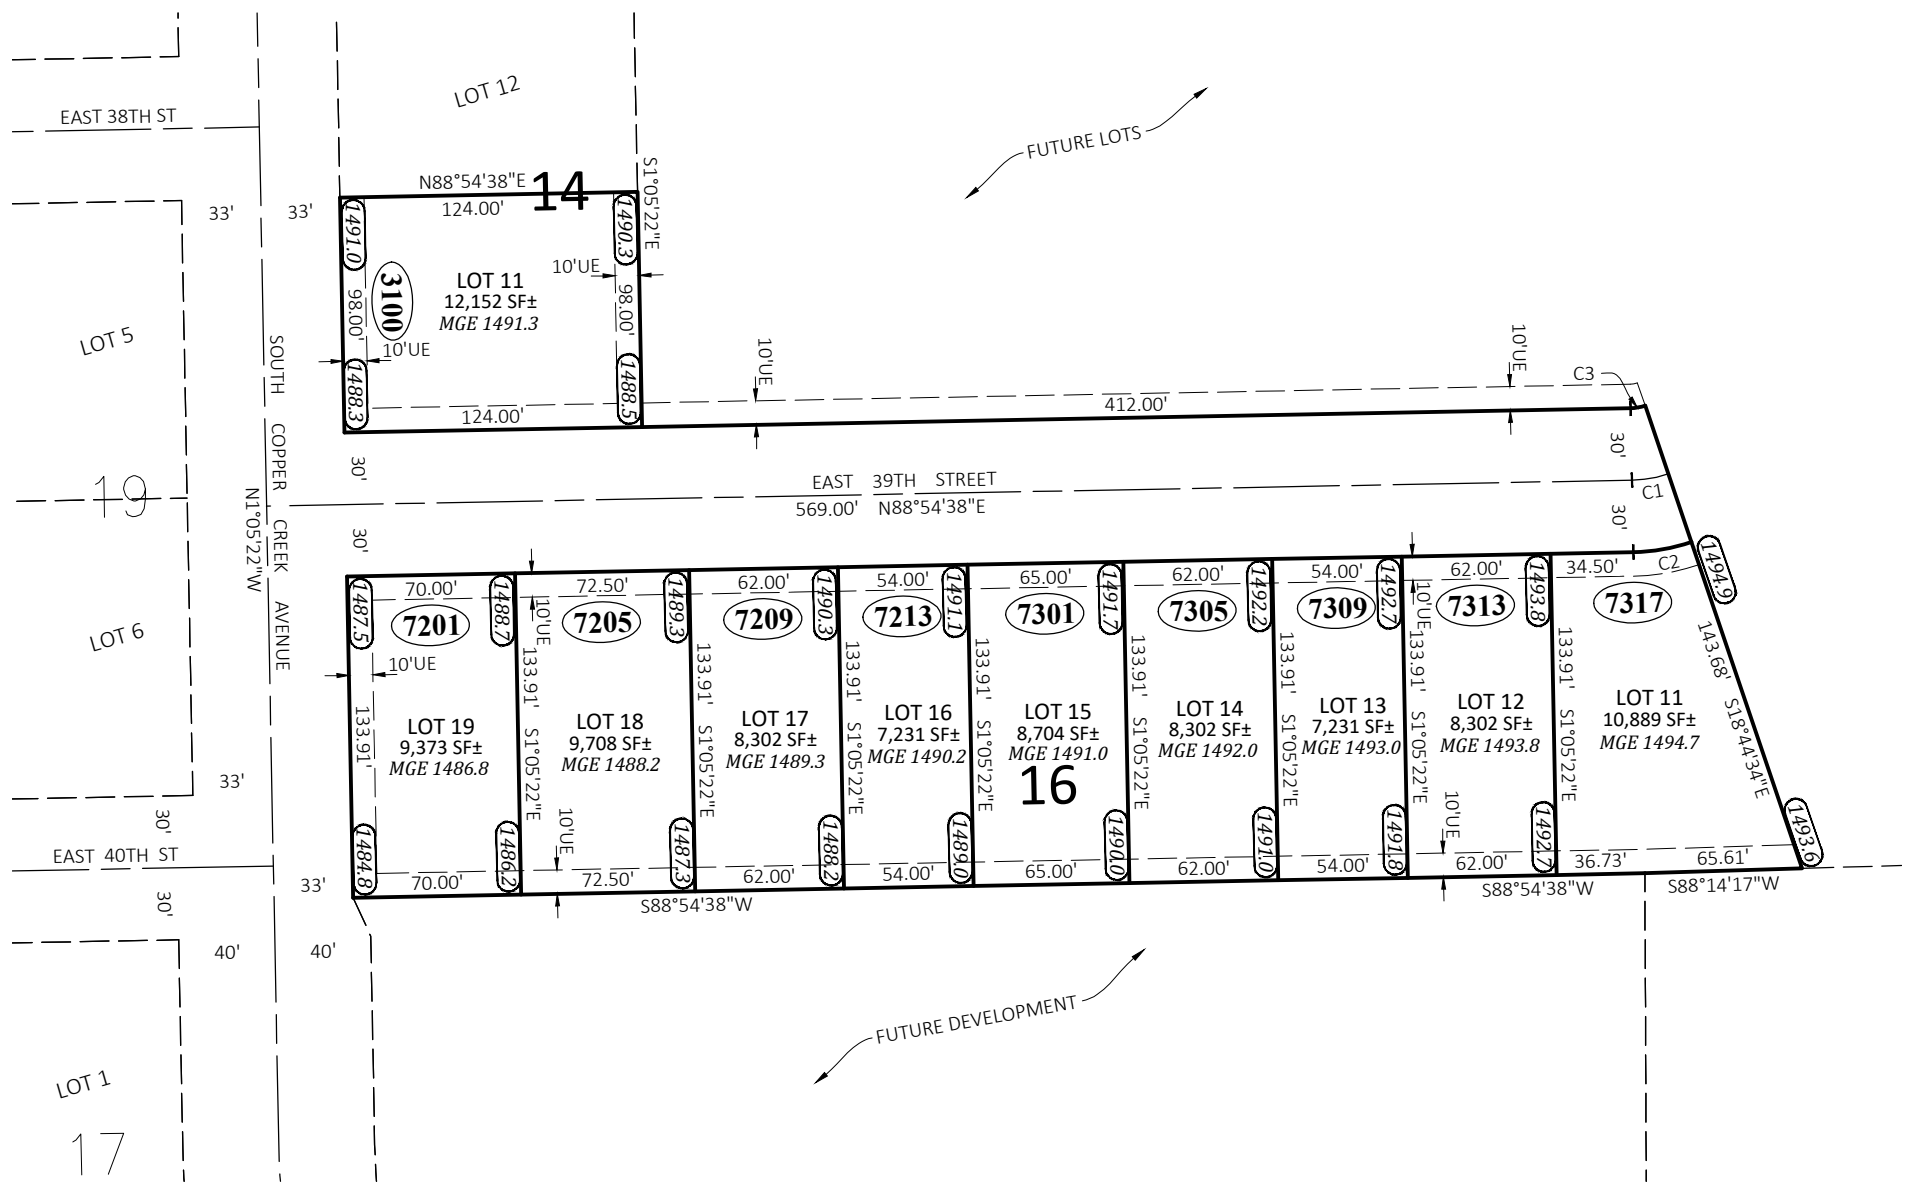 LOT 12
EAST 38TH ST
FUTURE LOTS
N88°54'38"E
14
S1°05'22"E
124.00'
33'
33'
1491.0
1490.3
10'UE
3100
LOT 11
12,152 SF±
MGE 1491.3
98.00'
98.00'
10'UE
1488.3
1488.5
124.00'
LOT 5
SOUTH COPPER CREEK AVENUE
N1°05'22"W
10'UE
10'UE
C3
412.00'
30'
30'
EAST 39TH STREET
569.00' N88°54'38"E
C1
19
30'
30'
C2
1494.9
70.00'
72.50'
62.00'
54.00'
65.00'
62.00'
54.00'
62.00'
34.50'
1487.5
1488.7
1489.3
1490.3
1491.1
1491.7
1492.2
1492.7
1493.8
7201
7205
7209
7213
7301
7305
7309
7313
7317
10'UE
10'UE
10'UE
LOT 6
133.91'
133.91' S1°05'22"E
133.91' S1°05'22"E
133.91' S1°05'22"E
133.91' S1°05'22"E
133.91' S1°05'22"E
133.91' S1°05'22"E
133.91' S1°05'22"E
133.91' S1°05'22"E
143.68' S18°44'34"E
LOT 19
9,373 SF±
MGE 1486.8
LOT 18
9,708 SF±
MGE 1488.2
LOT 17
8,302 SF±
MGE 1489.3
LOT 16
7,231 SF±
MGE 1490.2
LOT 15
8,704 SF±
MGE 1491.0
LOT 14
8,302 SF±
MGE 1492.0
LOT 13
7,231 SF±
MGE 1493.0
LOT 12
8,302 SF±
MGE 1493.8
LOT 11
10,889 SF±
MGE 1494.7
16
33'
30'
EAST 40TH ST
10'UE
10'UE
1484.8
1486.2
1487.3
1488.2
1489.0
1490.0
1491.0
1491.8
1492.7
1493.6
33'
70.00'
72.50'
62.00'
54.00'
65.00'
62.00'
54.00'
62.00'
36.73'
65.61'
30'
S88°54'38"W
S88°54'38"W
S88°14'17"W
40'
40'
FUTURE DEVELOPMENT
LOT 1
17